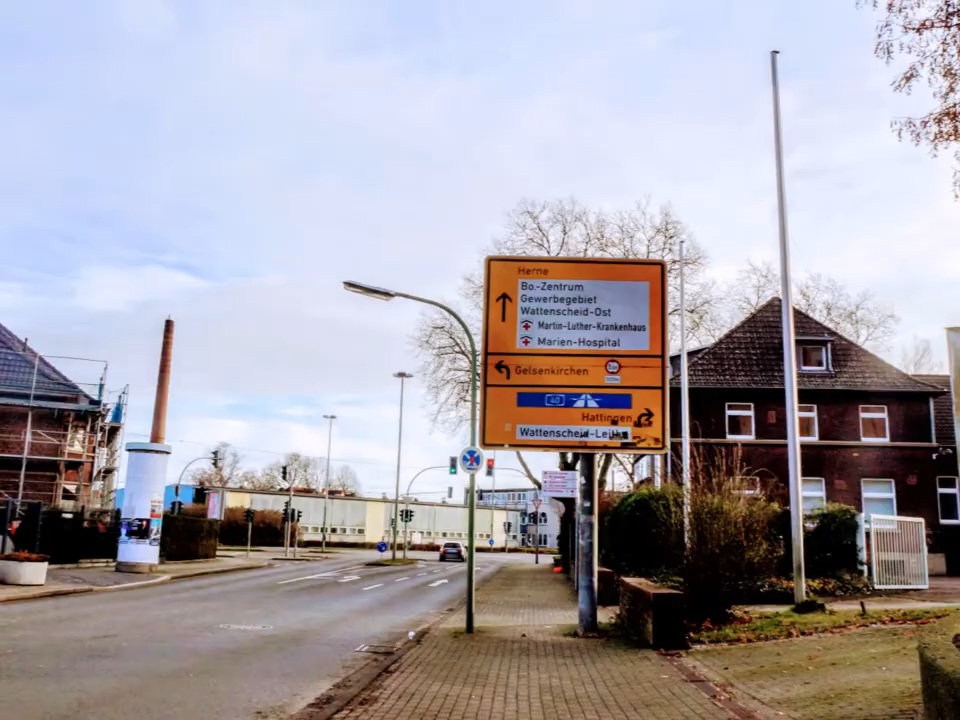 Herne
Bo.-Zentrum
Gewerbegebiet
Wattenscheid-Ost
Martin-Luther-Krankenhaus
Marien-Hospital
Gelsenkirchen
40
Hattingen
Wattenscheid-Leithe